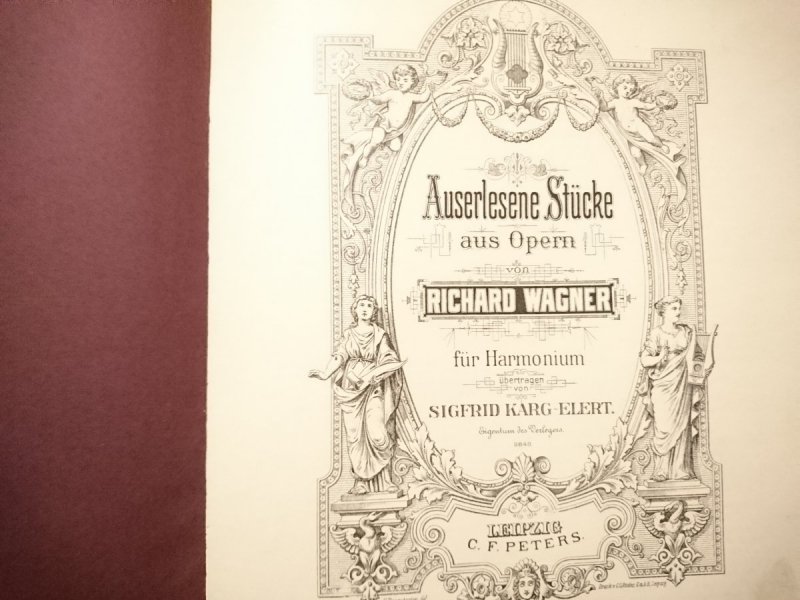 Auserlesene Stücke
aus Opern
von
RICHARD WAGNER
für Harmonium
übertragen
von
SIGFRID KARG-ELERT.
Eigentum des Verlegers.
LEIPZIG
C. F. PETERS.